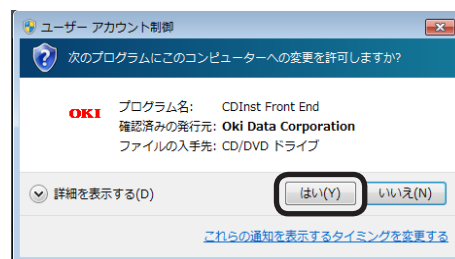 ユーザー アカウント制御
次のプログラムにこのコンピューターへの変更を許可しますか?
OKI
プログラム名: CDInst Front End
確認済みの発行元: Oki Data Corporation
ファイルの入手先: CD/DVD ドライブ
詳細を表示する(D) はい(Y) いいえ(N)
これらの通知を表示するタイミングを変更する